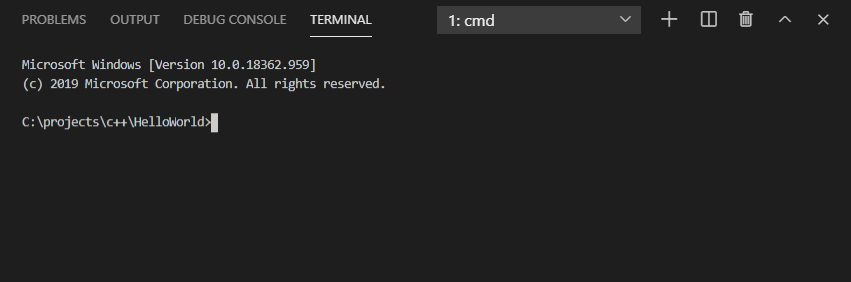 PROBLEMS OUTPUT DEBUG CONSOLE TERMINAL 1: cmd
Microsoft Windows [Version 10.0.18362.959]
(c) 2019 Microsoft Corporation. All rights reserved.
C:\projects\c++\HelloWorld>